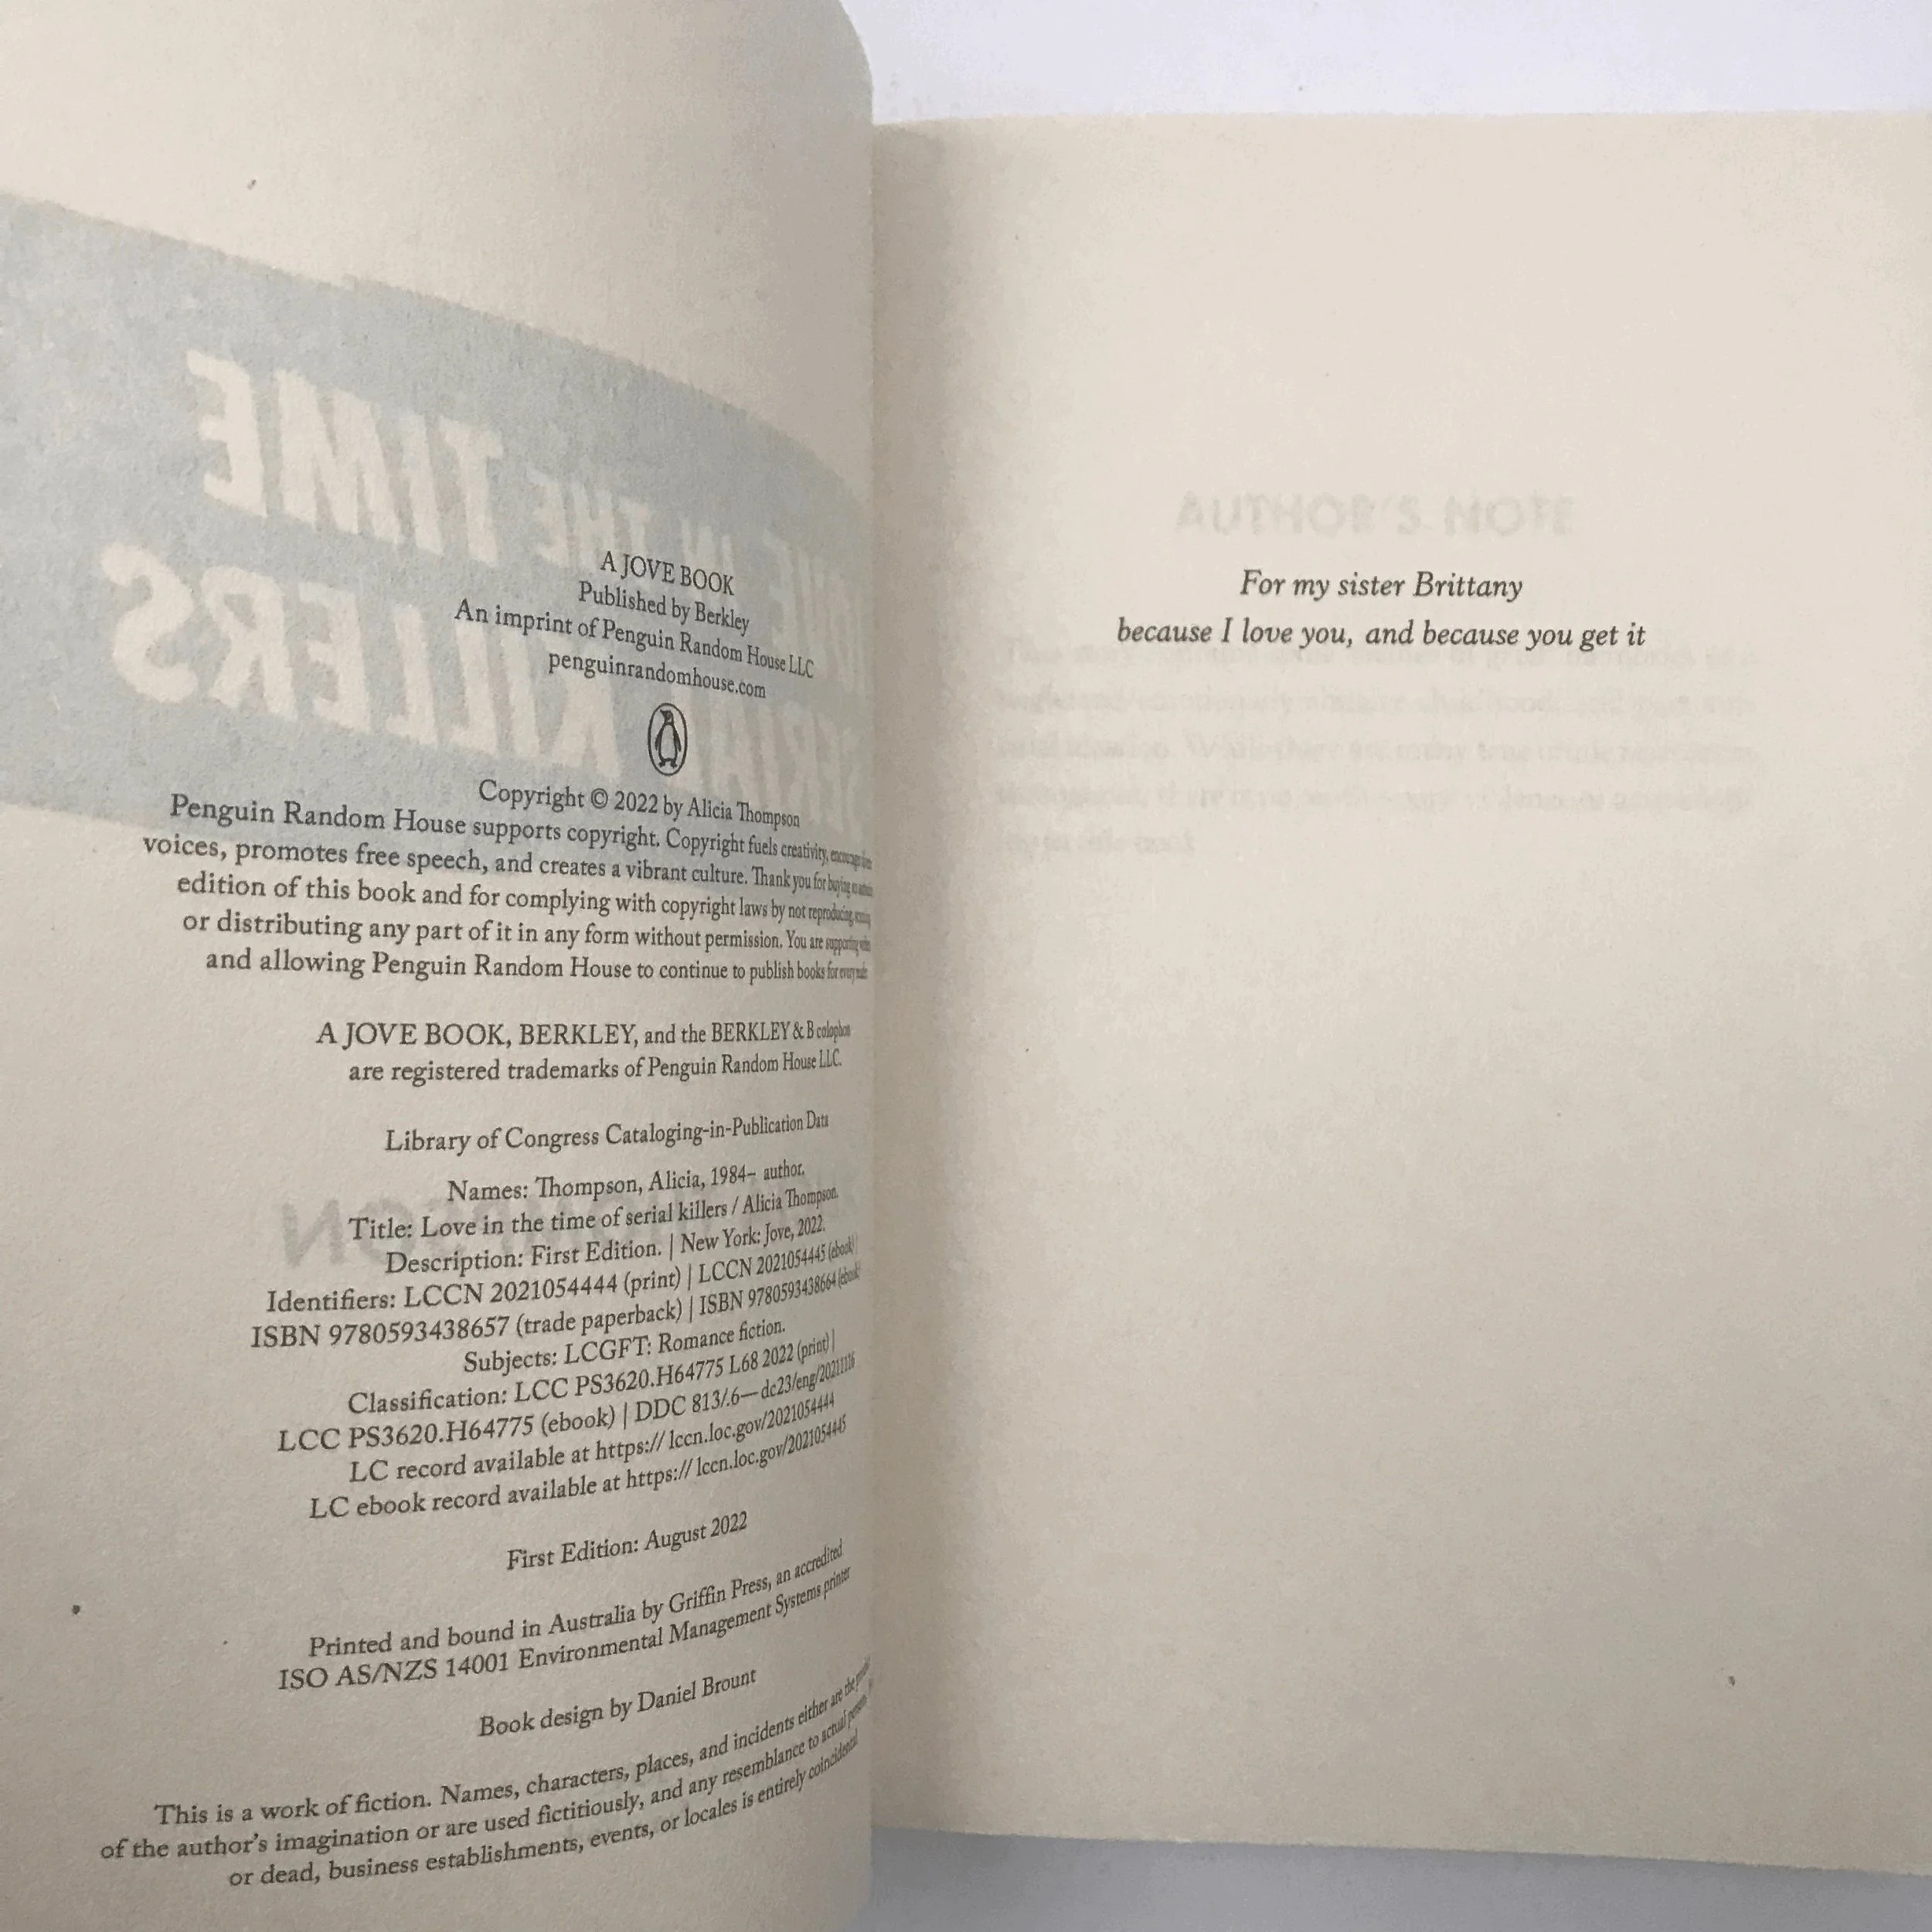 TIME
KILLERS
A JOVE BOOK
Published by Berkley
An imprint of Penguin Random House LLC
penguinrandomhouse.com
Copyright © 2022 by Alicia Thompson
Penguin Random House supports copyright. Copyright fuels creativity,
voices, promotes free speech, and creates a vibrant culture. Thank you for buying
edition of this book and for complying with copyright laws by not reproducing,
or distributing any part of it in any form without permission. You are supporting
and allowing Penguin Random House to continue to publish books for every
A JOVE BOOK, BERKLEY, and the BERKLEY & B colophon
are registered trademarks of Penguin Random House LLC.
Library of Congress Cataloging-in-Publication Data
Names: Thompson, Alicia, 1984– author.
Title: Love in the time of serial killers / Alicia Thompson.
Description: First Edition. | New York: Jove, 2022.
Identifiers: LCCN 2021054444 (print) | LCCN 2021054445 (ebook) |
ISBN 9780593438657 (trade paperback) | ISBN 9780593438664 (ebook)
Subjects: LCGFT: Romance fiction.
Classification: LCC PS3620.H64775 L68 2022 (print) |
LCC PS3620.H64775 (ebook) | DDC 813/.6—dc23/eng/20211116
LC record available at https:// lccn.loc.gov/2021054444
LC ebook record available at https:// lccn.loc.gov/2021054445
First Edition: August 2022
Printed and bound in Australia by Griffin Press, an accredited
ISO AS/NZS 14001 Environmental Management Systems printer
Book design by Daniel Brount
This is a work of fiction. Names, characters, places, and incidents either are the
of the author's imagination or are used fictitiously, and any resemblance to actual
or dead, business establishments, events, or locales is entirely coincidental
AUTHOR'S NOTE
For my sister Brittany
because I love you, and because you get it